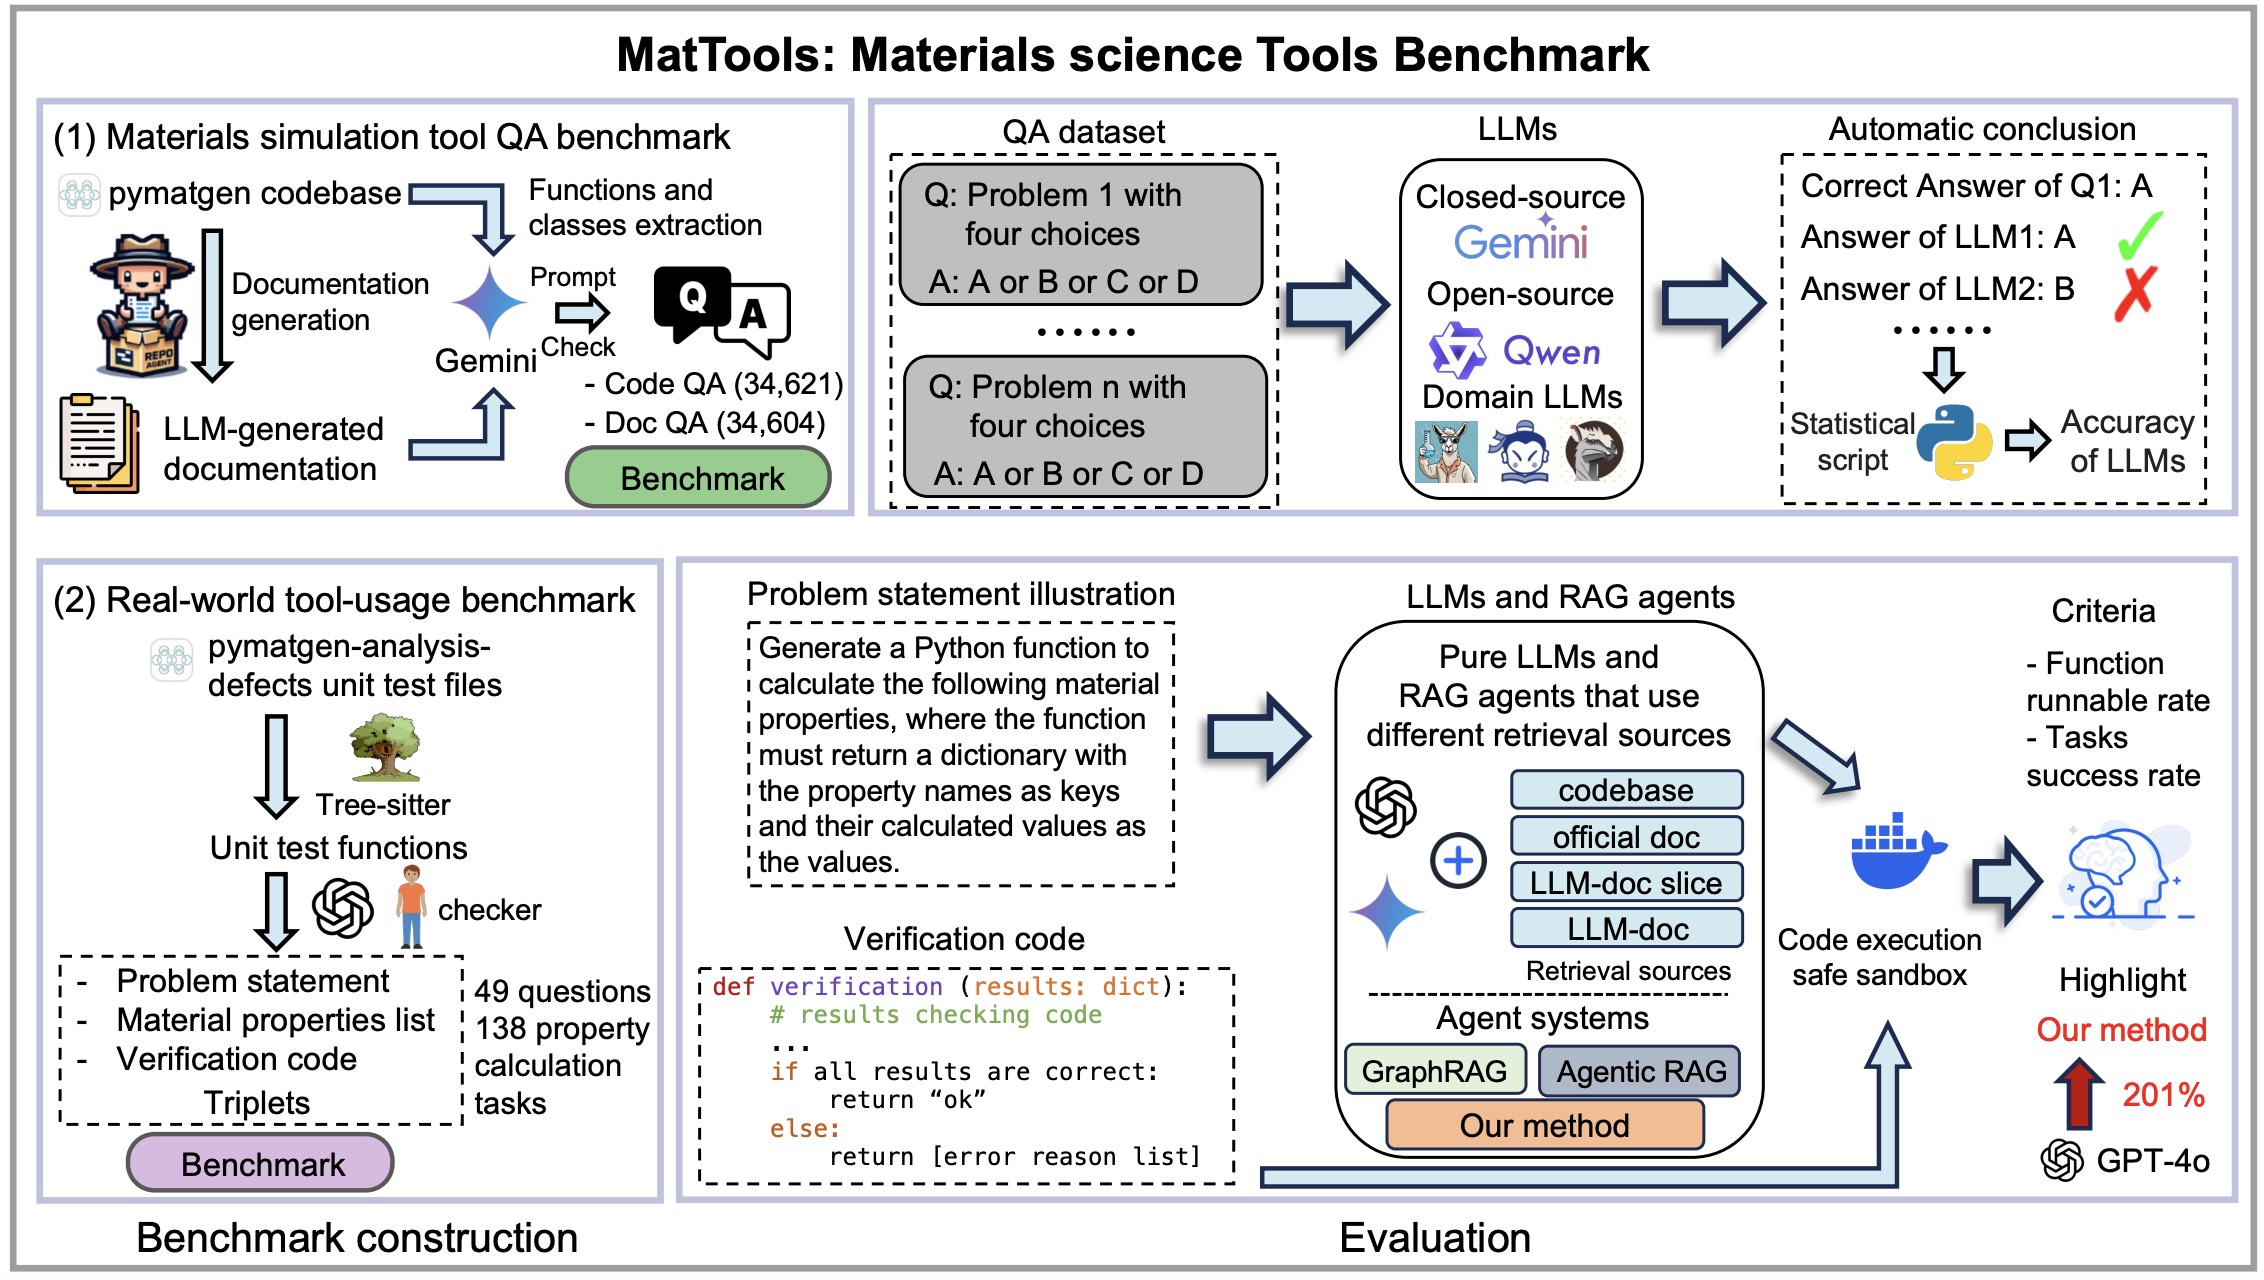 MatTools: Materials science Tools Benchmark
(1) Materials simulation tool QA benchmark
pymatgen codebase
Functions and
classes extraction
Documentation
generation
REPO
AGENT
Gemini
Prompt
Check
Q
A
- Code QA (34,621)
- Doc QA (34,604)
LLM-generated
documentation
Benchmark
QA dataset
Q: Problem 1 with
four choices
A: A or B or C or D
......
Q: Problem n with
four choices
A: A or B or C or D
LLMs
Closed-source
Gemini
Open-source
Qwen
Domain LLMs
Automatic conclusion
Correct Answer of Q1: A
Answer of LLM1: A
Answer of LLM2: B
......
Statistical
script
Accuracy
of LLMs
(2) Real-world tool-usage benchmark
pymatgen-analysis-
defects unit test files
Tree-sitter
Unit test functions
checker
- Problem statement
- Material properties list
- Verification code
Triplets
49 questions
138 property
calculation
tasks
Benchmark
Problem statement illustration
Generate a Python function to
calculate the following material
properties, where the function
must return a dictionary with
the property names as keys
and their calculated values as
the values.
Verification code
def verification (results: dict):
# results checking code
...
if all results are correct:
return “ok”
else:
return [error reason list]
LLMs and RAG agents
Pure LLMs and
RAG agents that use
different retrieval sources
codebase
official doc
LLM-doc slice
LLM-doc
Retrieval sources
Agent systems
GraphRAG
Agentic RAG
Our method
Code execution
safe sandbox
Criteria
- Function
runnable rate
- Tasks
success rate
Highlight
Our method
201%
GPT-4o
Benchmark construction
Evaluation